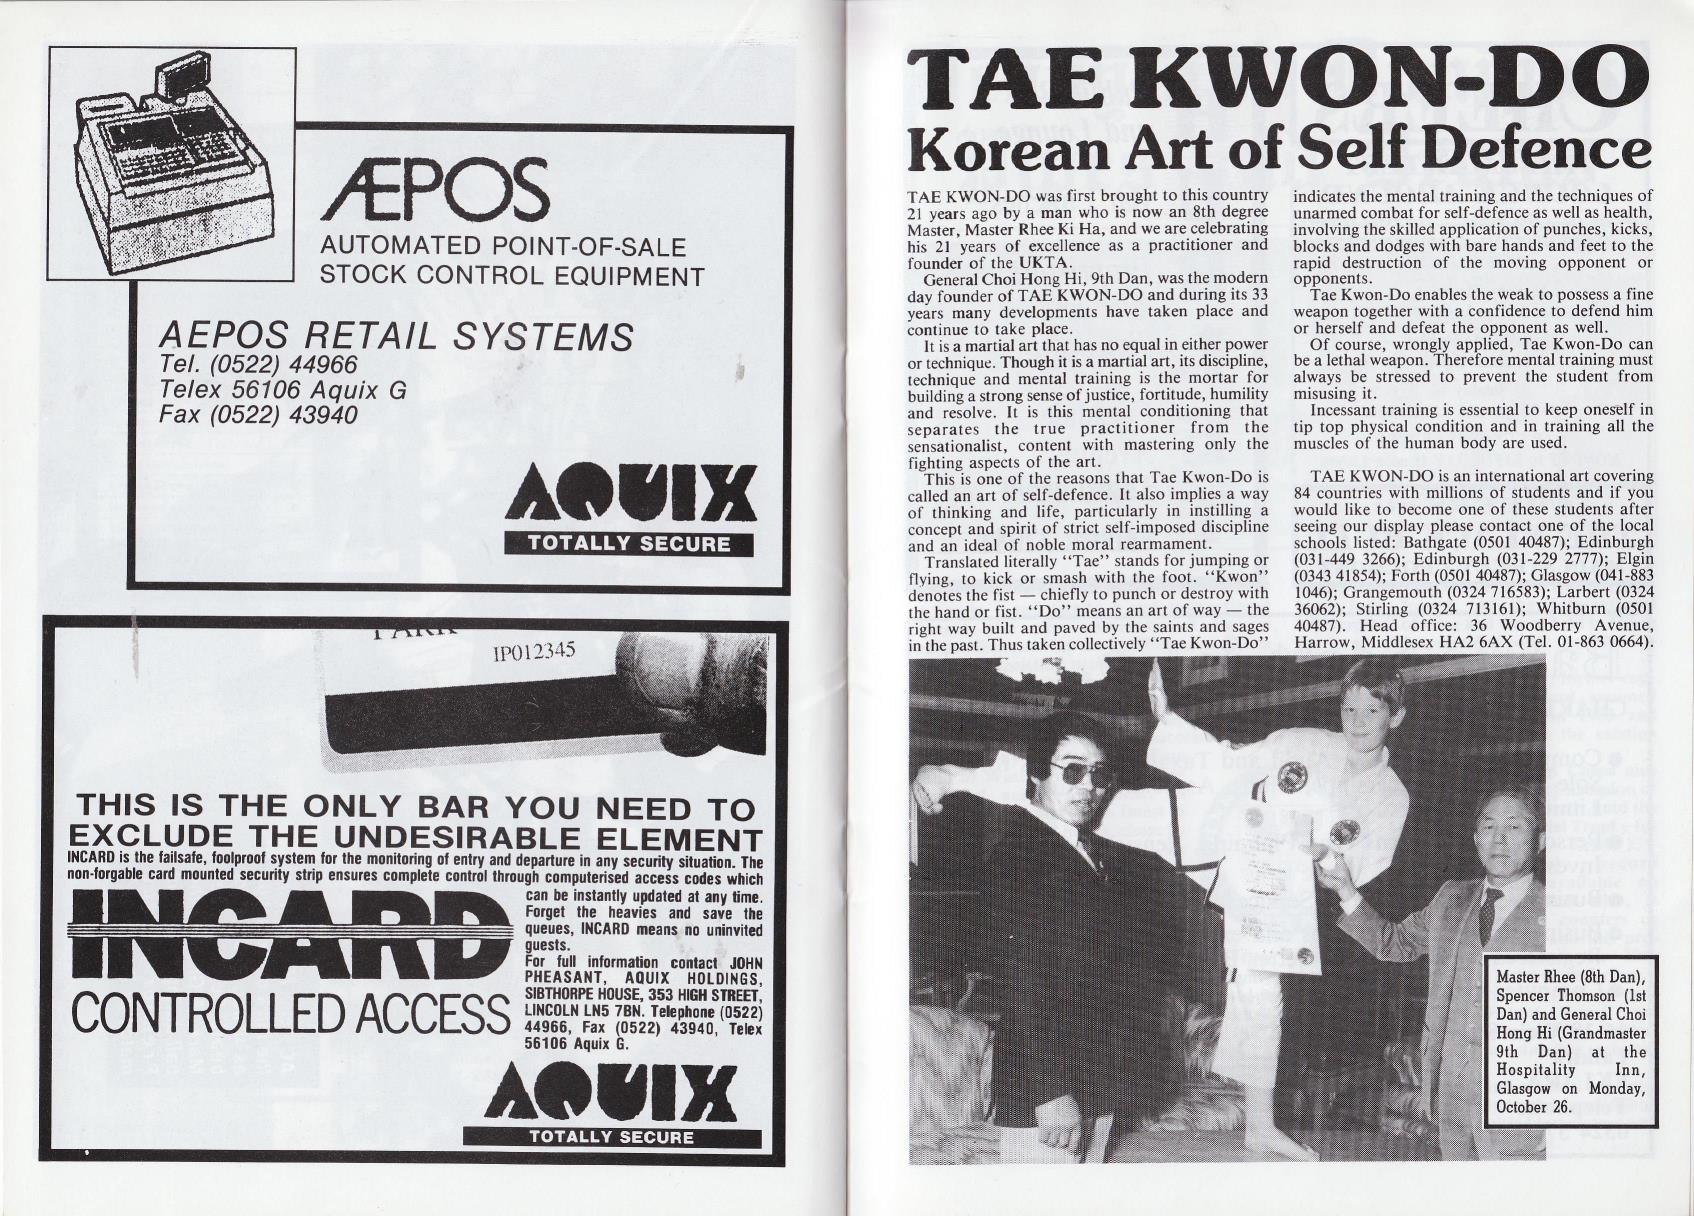 ÆPOS
AUTOMATED POINT-OF-SALE
STOCK CONTROL EQUIPMENT
AEPOS RETAIL SYSTEMS
Tel. (0522) 44966
Telex 56106 Aquix G
Fax (0522) 43940
AQUIX
TOTALLY SECURE
IP012345
THIS IS THE ONLY BAR YOU NEED TO
EXCLUDE THE UNDESIRABLE ELEMENT
INCARD is the failsafe, foolproof system for the monitoring of entry and departure in any security situation. The
non-forgable card mounted security strip ensures complete control through computerised access codes which
can be instantly updated at any time.
Forget the heavies and save the
queues, INCARD means no uninvited
guests.
For full information contact JOHN
PHEASANT, AQUIX HOLDINGS,
SIBTHORPE HOUSE, 353 HIGH STREET,
LINCOLN LN5 7BN. Telephone (0522)
44966, Fax (0522) 43940, Telex
56106 Aquix G.
INCARD
CONTROLLED ACCESS
AQUIX
TOTALLY SECURE
TAE KWON-DO
Korean Art of Self Defence
TAE KWON-DO was first brought to this country
21 years ago by a man who is now an 8th degree
Master, Master Rhee Ki Ha, and we are celebrating
his 21 years of excellence as a practitioner and
founder of the UKTA.
General Choi Hong Hi, 9th Dan, was the modern
day founder of TAE KWON-DO and during its 33
years many developments have taken place and
continue to take place.
It is a martial art that has no equal in either power
or technique. Though it is a martial art, its discipline,
technique and mental training is the mortar for
building a strong sense of justice, fortitude, humility
and resolve. It is this mental conditioning that
separates the true practitioner from the
sensationalist, content with mastering only the
fighting aspects of the art.
This is one of the reasons that Tae Kwon-Do is
called an art of self-defence. It also implies a way
of thinking and life, particularly in instilling a
concept and spirit of strict self-imposed discipline
and an ideal of noble moral rearmament.
Translated literally "Tae" stands for jumping or
flying, to kick or smash with the foot. "Kwon"
denotes the fist — chiefly to punch or destroy with
the hand or fist. "Do" means an art of way — the
right way built and paved by the saints and sages
in the past. Thus taken collectively "Tae Kwon-Do"
indicates the mental training and the techniques of
unarmed combat for self-defence as well as health,
involving the skilled application of punches, kicks,
blocks and dodges with bare hands and feet to the
rapid destruction of the moving opponent or
opponents.
Tae Kwon-Do enables the weak to possess a fine
weapon together with a confidence to defend him
or herself and defeat the opponent as well.
Of course, wrongly applied, Tae Kwon-Do can
be a lethal weapon. Therefore mental training must
always be stressed to prevent the student from
misusing it.
Incessant training is essential to keep oneself in
tip top physical condition and in training all the
muscles of the human body are used.
TAE KWON-DO is an international art covering
84 countries with millions of students and if you
would like to become one of these students after
seeing our display please contact one of the local
schools listed: Bathgate (0501 40487); Edinburgh
(031-449 3266); Edinburgh (031-229 2777); Elgin
(0343 41854); Forth (0501 40487); Glasgow (041-883
1046); Grangemouth (0324 716583); Larbert (0324
36062); Stirling (0324 713161); Whitburn (0501
40487). Head office: 36 Woodberry Avenue,
Harrow, Middlesex HA2 6AX (Tel. 01-863 0664).
Master Rhee (8th Dan),
Spencer Thomson (1st
Dan) and General Choi
Hong Hi (Grandmaster
9th Dan) at the
Hospitality Inn,
Glasgow on Monday,
October 26.